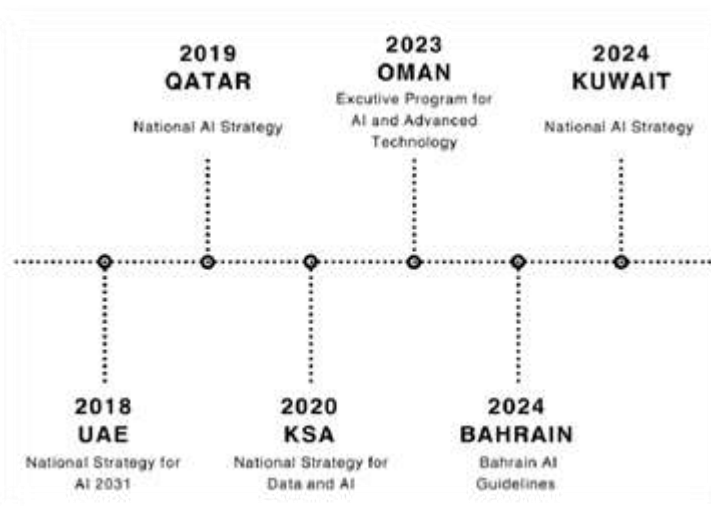 2019
QATAR
National AI Strategy
2023
OMAN
Excutive Program for
AI and Advanced
Technology
2024
KUWAIT
National AI Strategy
2018
UAE
National Strategy for
AI 2031
2020
KSA
National Strategy for
Data and AI
2024
BAHRAIN
Bahrain AI
Guidelines